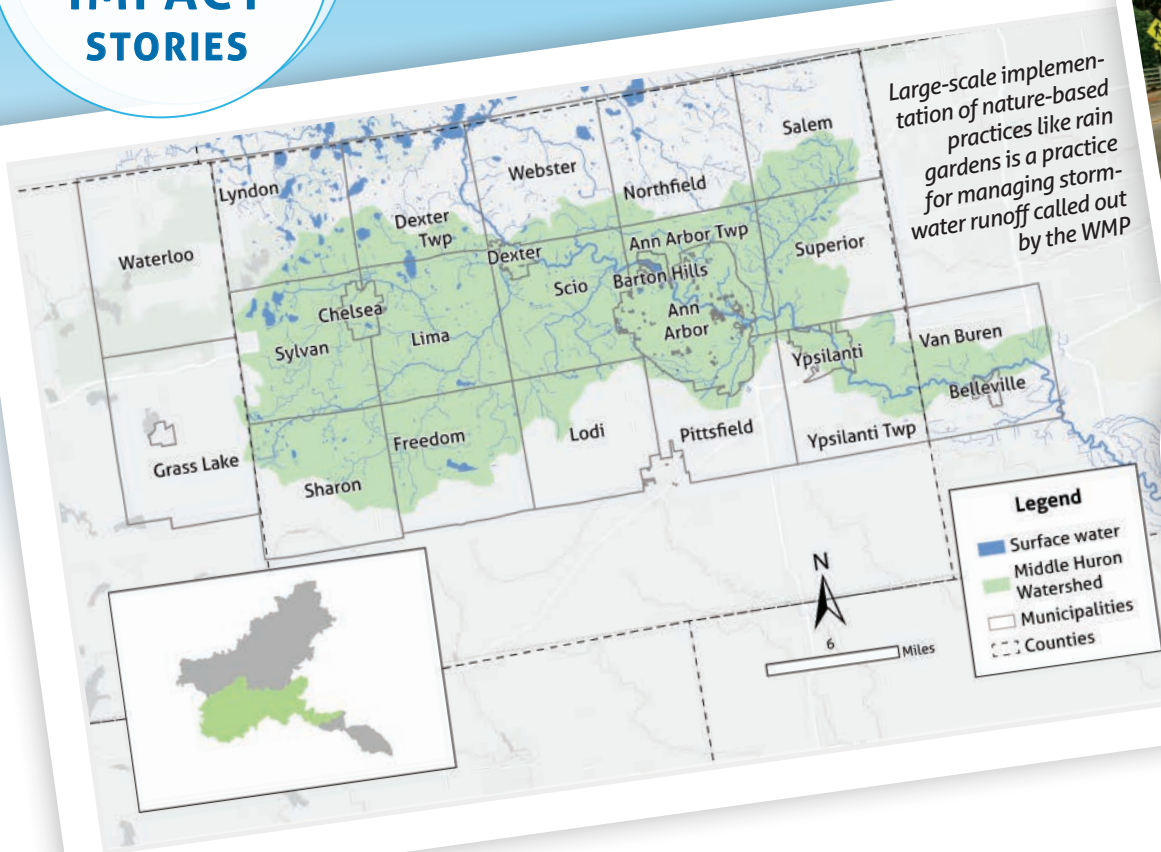 IMPACT
STORIES
Large-scale implemen-
tation of nature-based
practices like rain
gardens is a practice
for managing storm-
water runoff called out
by the WMP
Salem
Webster
Northfield
Lyndon
Dexter
Twp
Waterloo
Dexter
Ann Arbor Twp
Superior
Scio
Barton Hills
Chelsea
Ann
Arbor
Lima
Sylvan
Ypsilanti
Van Buren
Belleville
Freedom
Lodi
Pittsfield
Ypsilanti Twp
Grass Lake
Sharon
Legend
Surface water
Middle Huron
Watershed
Municipalities
Counties
N
6
Miles